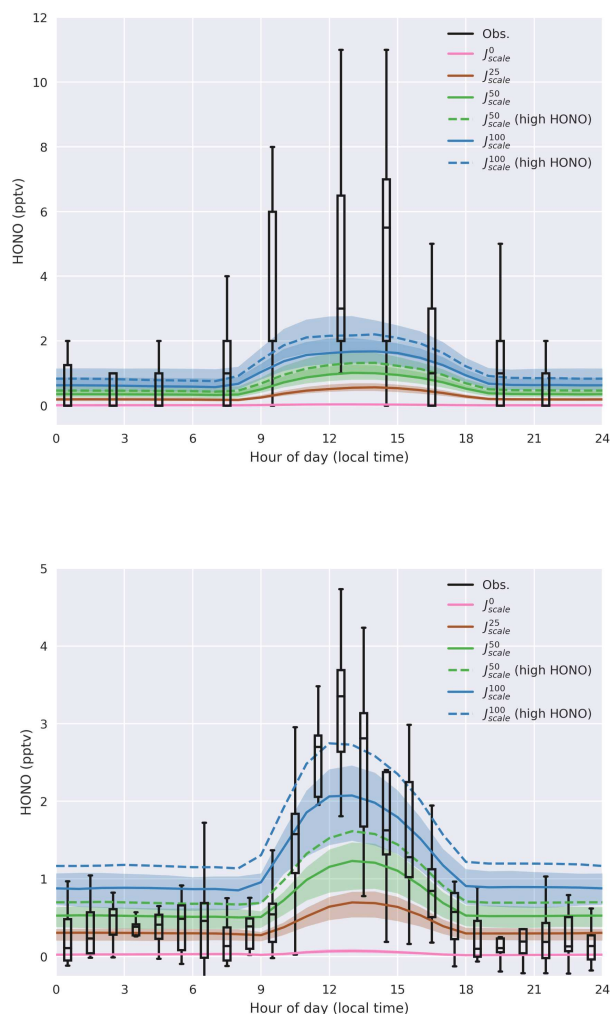 12
10
8
6
4
2
0
HONO (pptv)
Obs.
J⁰scale
J²⁵scale
J⁵⁰scale
J⁵⁰scale (high HONO)
J¹⁰⁰scale
J¹⁰⁰scale (high HONO)
0 3 6 9 12 15 18 21 24
Hour of day (local time)
5
4
3
2
1
0
HONO (pptv)
Obs.
J⁰scale
J²⁵scale
J⁵⁰scale
J⁵⁰scale (high HONO)
J¹⁰⁰scale
J¹⁰⁰scale (high HONO)
0 3 6 9 12 15 18 21 24
Hour of day (local time)